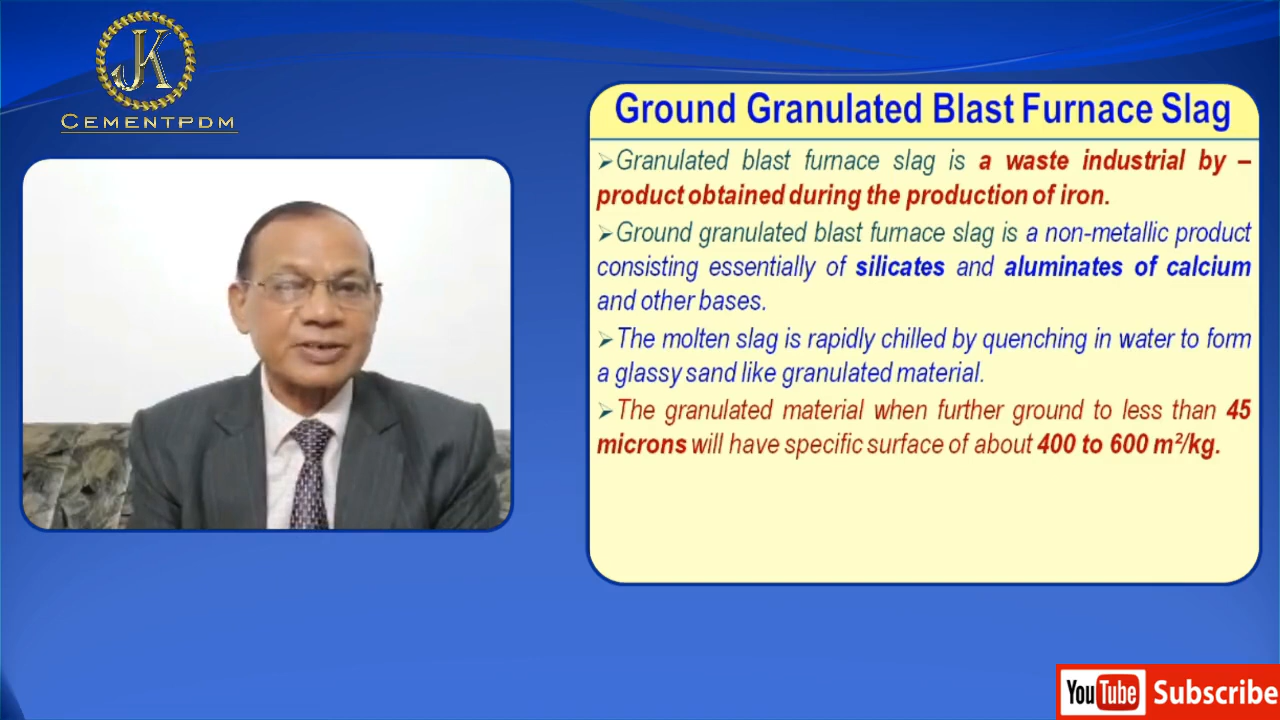 JK
CEMENTPDM
Ground Granulated Blast Furnace Slag
➢Granulated blast furnace slag is a waste industrial by –
product obtained during the production of iron.
➢Ground granulated blast furnace slag is a non-metallic product
consisting essentially of silicates and aluminates of calcium
and other bases.
➢The molten slag is rapidly chilled by quenching in water to form
a glassy sand like granulated material.
➢The granulated material when further ground to less than 45
microns will have specific surface of about 400 to 600 m²/kg.
YouTube Subscribe